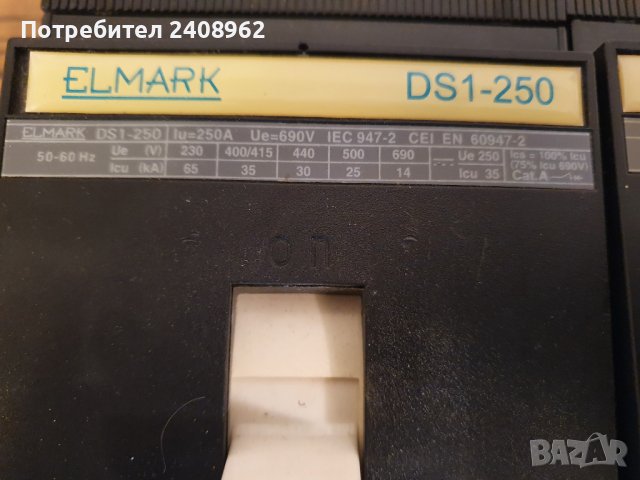 Потребител 2408962
ELMARK DS1-250
ELMARK DS1-250 Iu=250A Ue=690V IEC 947-2 CEI EN 60947-2
50-60 Hz Ue (V) 230 400/415 440 500 690 Ue 250 Ics = 100% Icu
Icu (kA) 65 35 30 25 14 Icu 35 (75% Icu 690V)
Cat. A
on
BAZAR